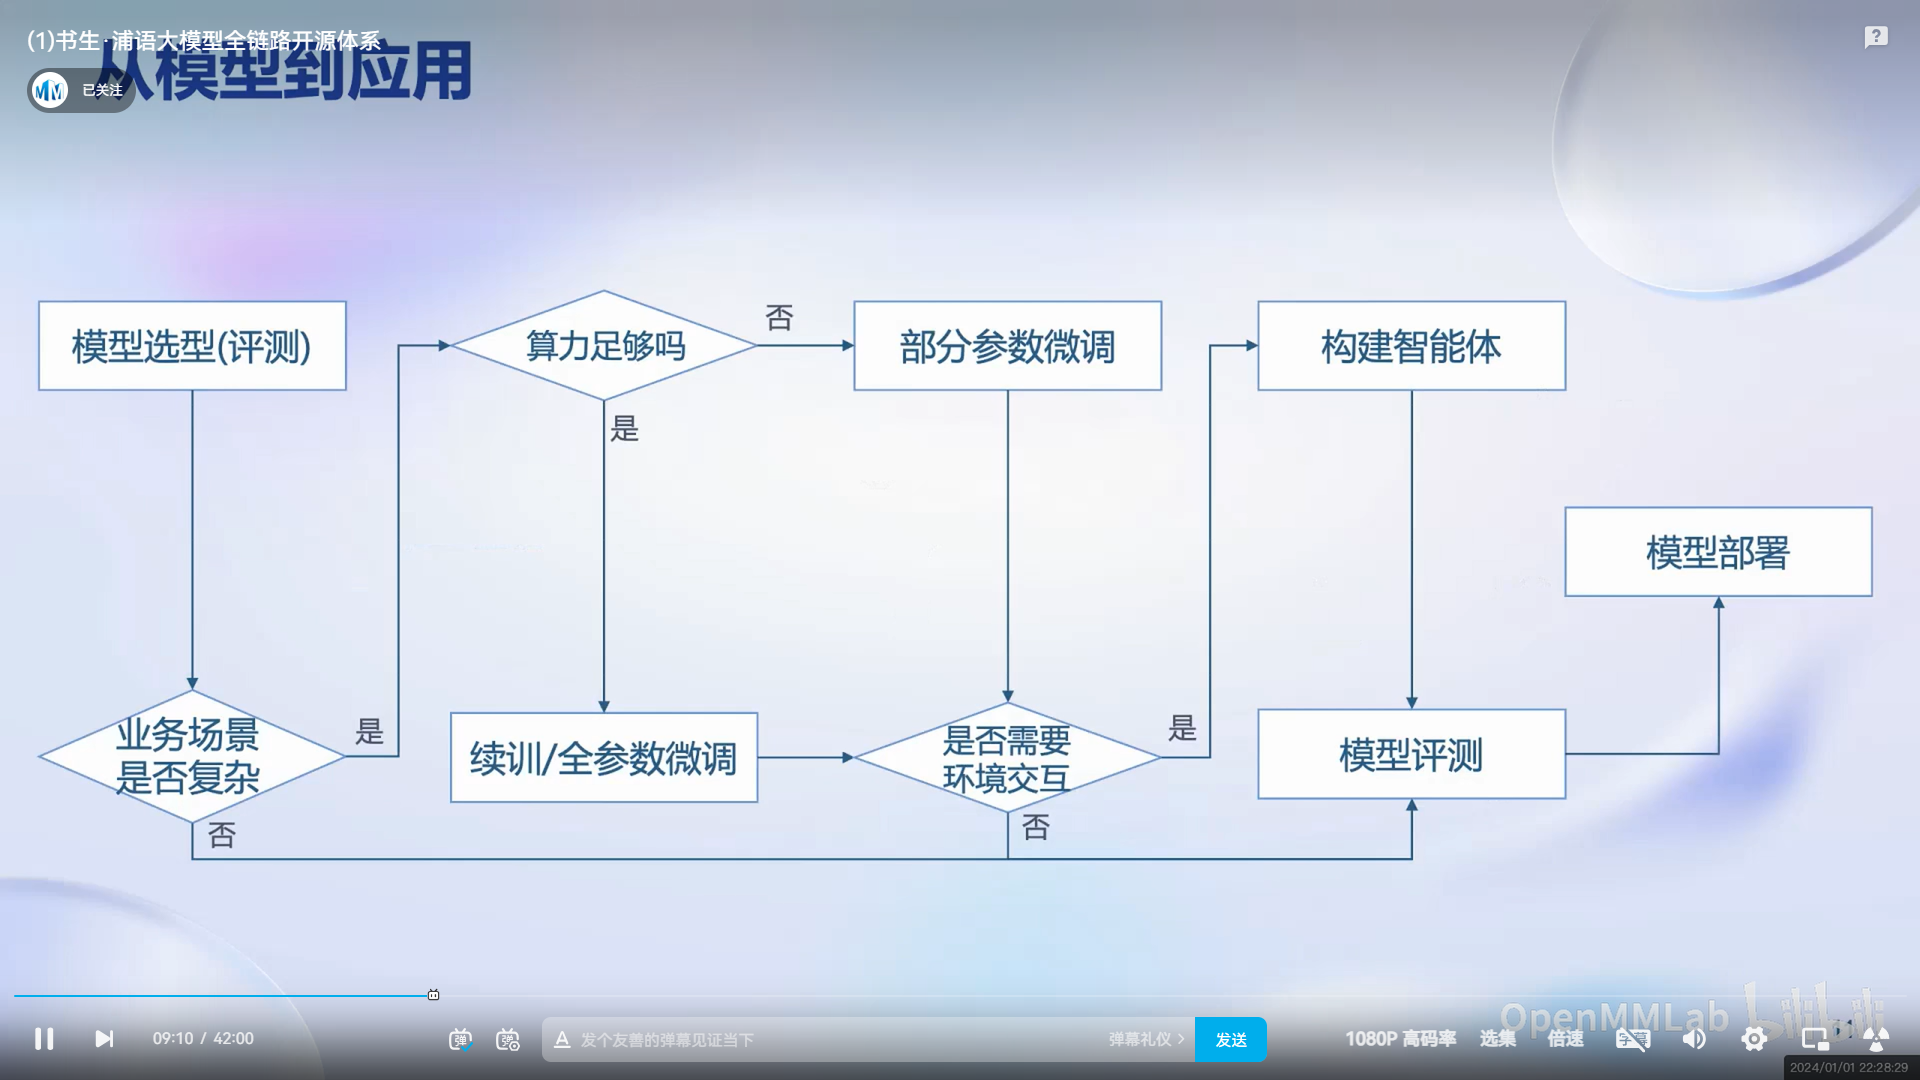 (1)书生·浦语大模型全链路开源体系
从模型到应用
已关注
模型选型(评测)
算力足够吗
否
部分参数微调
构建智能体
是
模型部署
业务场景
是否复杂
是
续训/全参数微调
是否需要
环境交互
是
模型评测
否
否
OpenMMLab
bilibili
09:10 / 42:00
弹
弹
A 发个友善的弹幕见证当下
弹幕礼仪 >
发送
1080P 高码率
选集
倍速
字幕
2024/01/01 22:28:29